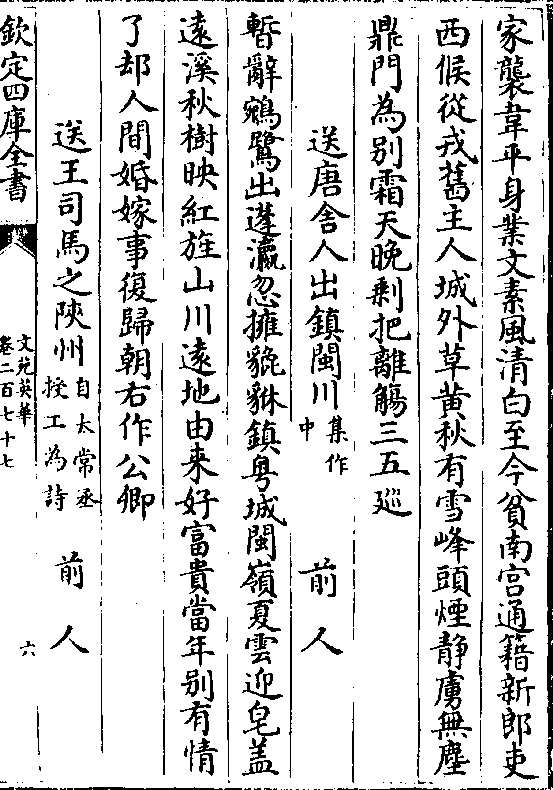 家襲韋平身業文素風清白至今貧南宮通籍新郎吏
西候從戎舊主人城外草黃秋有雪峰頭煙静虜無塵
鼎門為别霜天晚剩把離觴三五廵
送唐舍人出鎮閩川集作中 前人
暫辭鵷鷺出蓬瀛忽擁貔貅鎮粤城閩嶺夏雲迎皂盖
逺溪秋樹映紅旌山川逺地由来好富貴當年别有情
了却人間婚嫁事復歸朝右作公卿
送王司馬之陝州自太常丞授工為詩 前人
欽定四庫全書
文苑英華
卷二百七十七
六